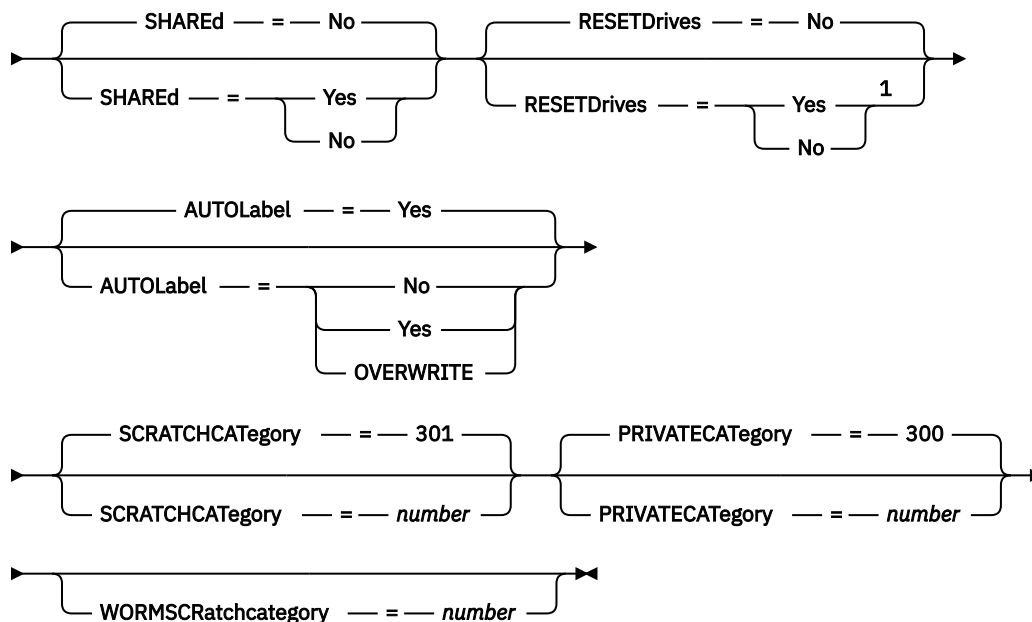 SHAREd = No RESETDrives = No
SHAREd = Yes RESETDrives = Yes 1
No No
AUTOLabel = Yes
AUTOLabel = No
Yes
OVERWRITE
SCRATCHCATegory = 301 PRIVATECATegory = 300
SCRATCHCATegory = number PRIVATECATegory = number
WORMSCRatchcategory = number